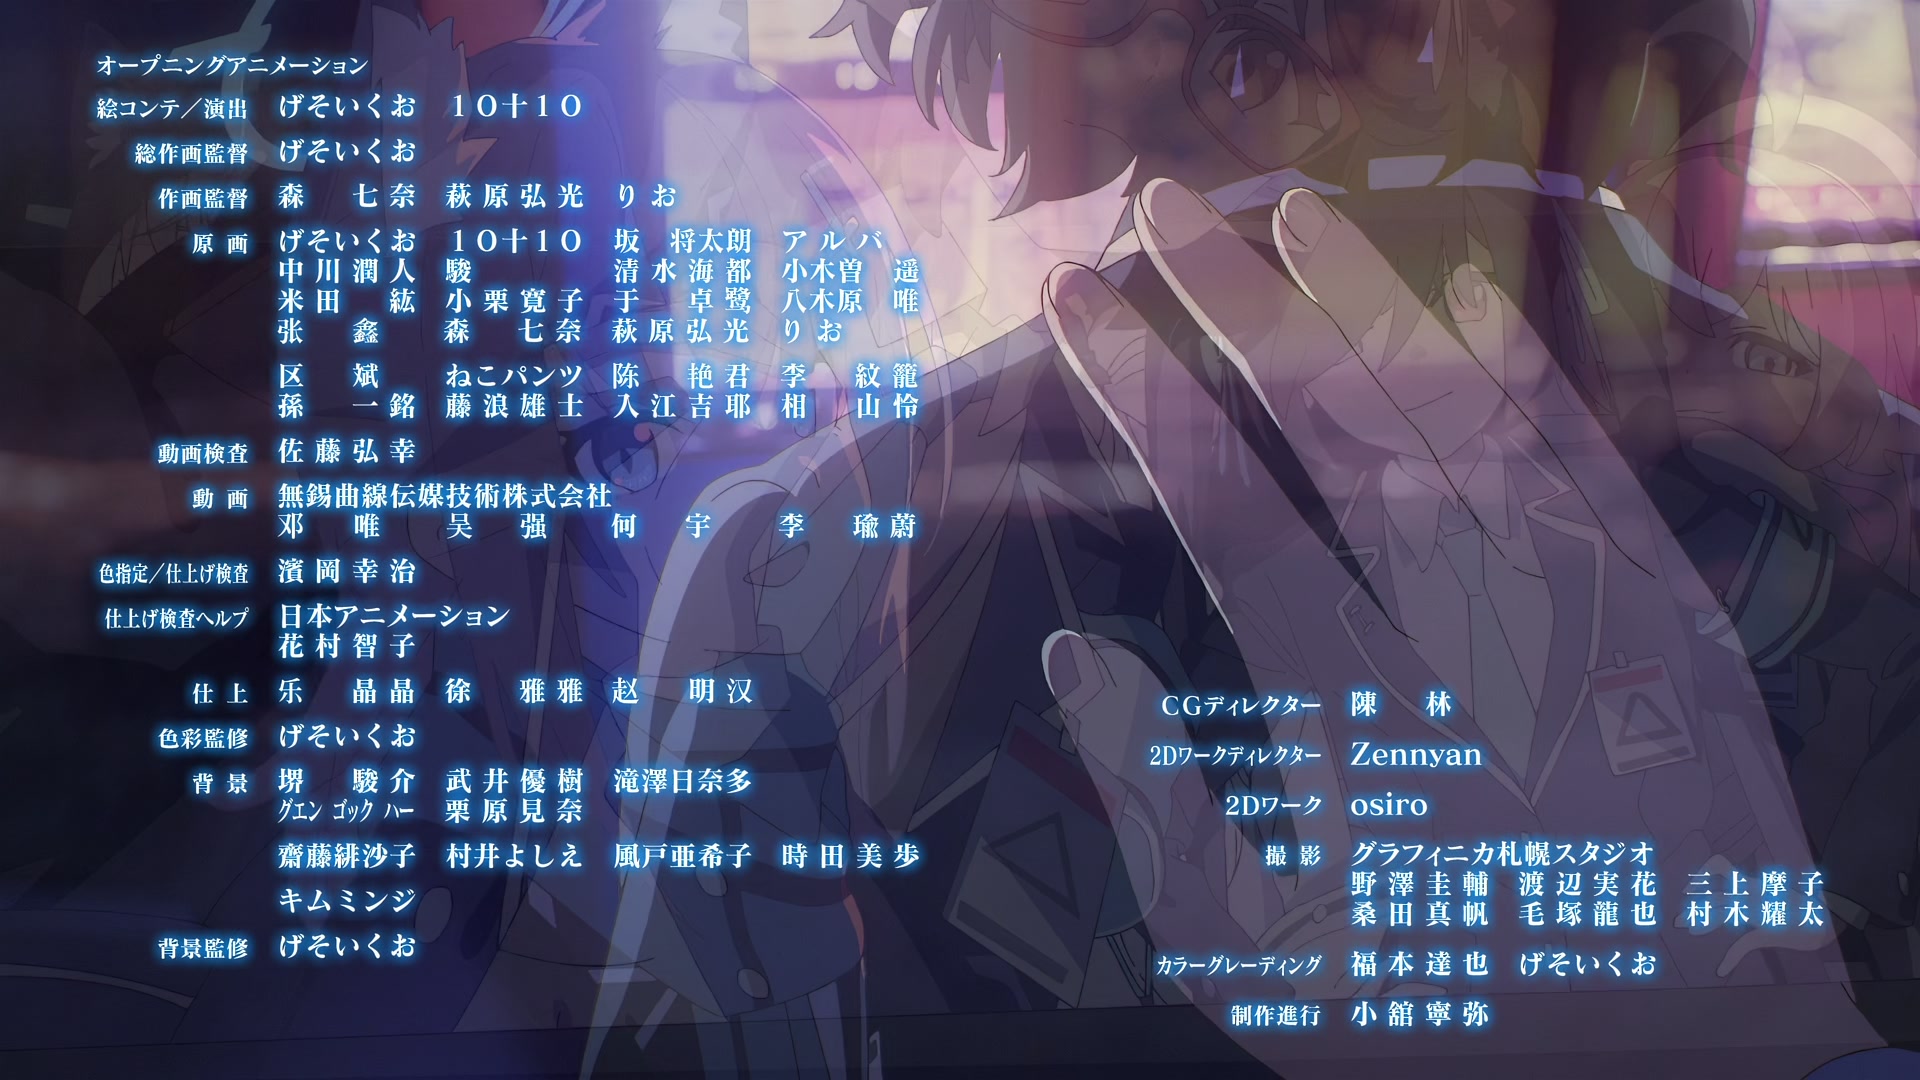 オープニングアニメーション
絵コンテ／演出　げそいくお　１０十１０
総作画監督　げそいくお
作画監督　森　七奈　萩原弘光　りお
原画　げそいくお　１０十１０　坂　将太朗　アルバ
中川潤人　駿　清水海都　小木曽　遥
米田　紘　小栗寛子　于　卓鹭　八木原　唯
张　鑫　森　七奈　萩原弘光　りお
区　斌　ねこパンツ　陈　艳君　李　紋籠
孫　一銘　藤浪雄士　入江吉耶　相　山怜
動画検査　佐藤弘幸
動画　無錫曲線伝媒技術株式会社
邓　唯　吴　强　何　宇　李　瑜蔚
色指定／仕上げ検査　濱岡幸治
仕上げ検査ヘルプ　日本アニメーション
花村智子
仕上　乐　晶晶　徐　雅雅　赵　明汉
色彩監修　げそいくお
背景　堺　駿介　武井優樹　滝澤日奈多
グエン ゴック ハー　栗原見奈
齋藤緋沙子　村井よしえ　風戸亜希子　時田美歩
キムミンジ
背景監修　げそいくお
CGディレクター　陳　林
2Dワークディレクター　Zennyan
2Dワーク　osiro
撮影　グラフィニカ札幌スタジオ
野澤圭輔　渡辺実花　三上摩子
桑田真帆　毛塚龍也　村木耀太
カラーグレーディング　福本達也　げそいくお
制作進行　小舘寧弥